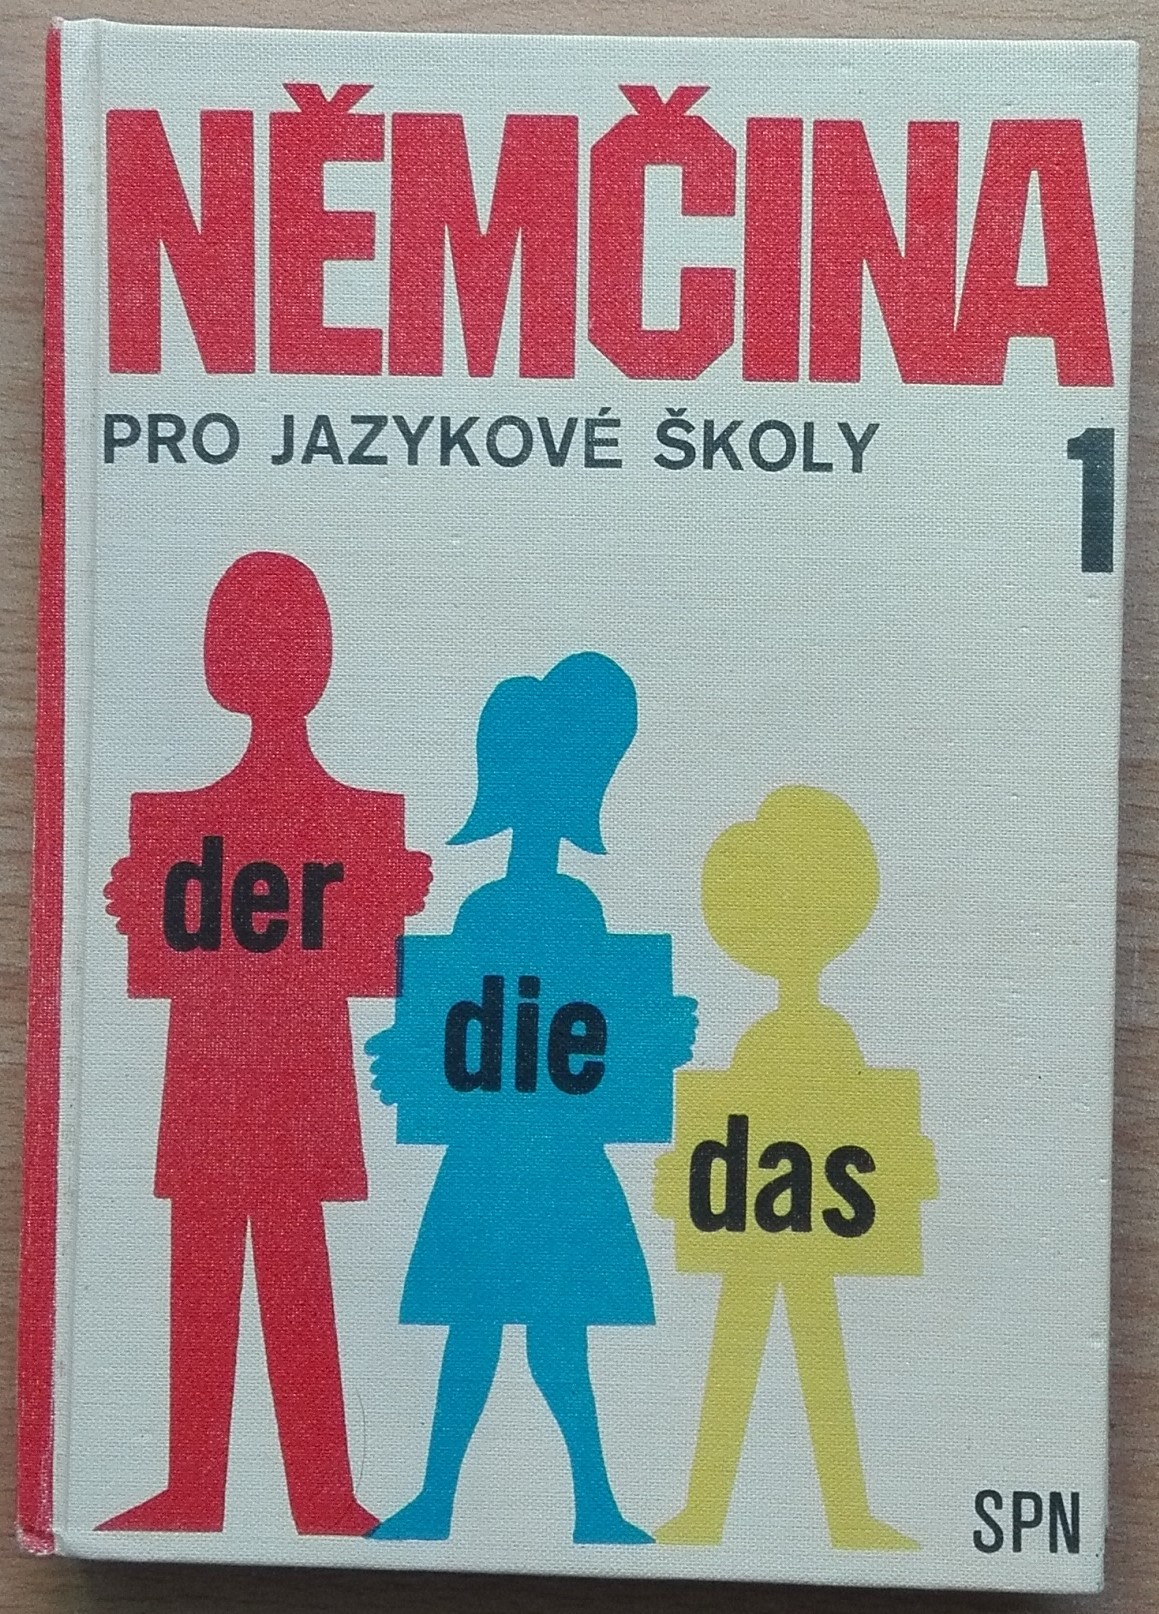 NĚMČINA
PRO JAZYKOVÉ ŠKOLY
1
der
die
das
SPN